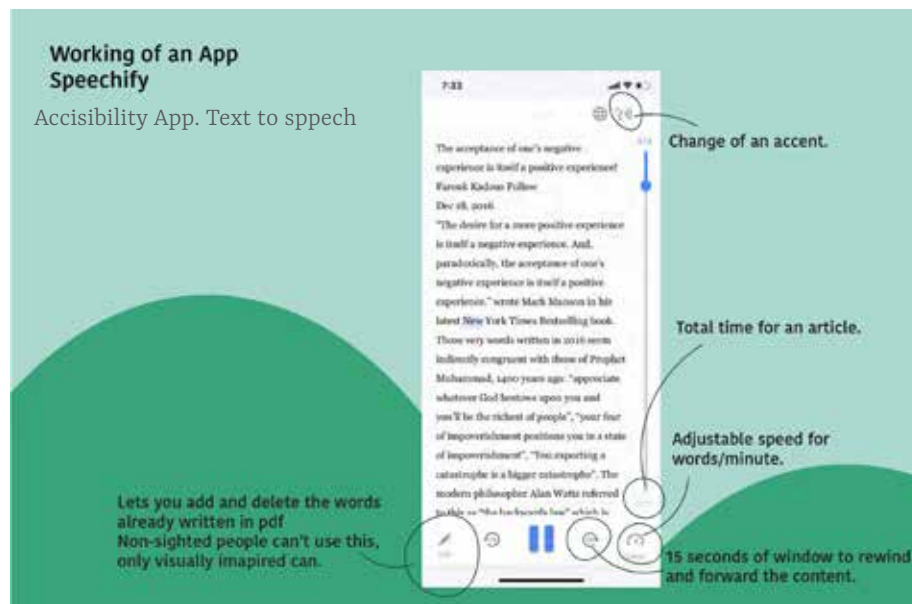 Working of an App
Speechify
Accisibility App. Text to sppech
7:33
Change of an accent.
The acceptance of one's negative
experience is itself a positive experience!
Farouk Kadous Follow
Dec 18, 2016
"The desire for a more positive experience
is itself a negative experience. And,
paradoxically, the acceptance of one's
negative experience is itself a positive
experience." wrote Mark Manson in his
latest New York Times Bestselling book.
Those very words written in 2016 seem
indirectly congruent with those of Prophet
Mohammad, 1400 years ago: "appreciate
whatever God bestows upon you and
you'll be the richest of people", "your fear
of impoverishment positions you in a state
of impoverishment", "You expecting a
catastrophe is a bigger catastrophe". The
modern philosopher Alan Watts referred
to this as "the backwards law" which is
Total time for an article.
Adjustable speed for
words/minute.
Lets you add and delete the words
already written in pdf
Non-sighted people can't use this,
only visually imapired can.
15 seconds of window to rewind
and forward the content.